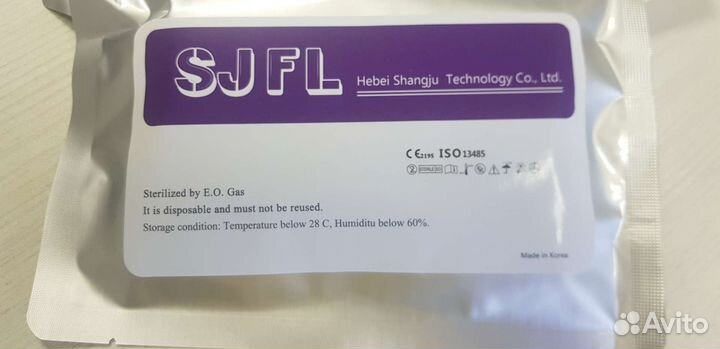 SJFL Hebei Shangju Technology Co., Ltd.
CE2195 ISO13485
Sterilized by E.O. Gas
It is disposable and must not be reused.
Storage condition: Temperature below 28 C, Humiditu below 60%.
Made in Korea
Avito